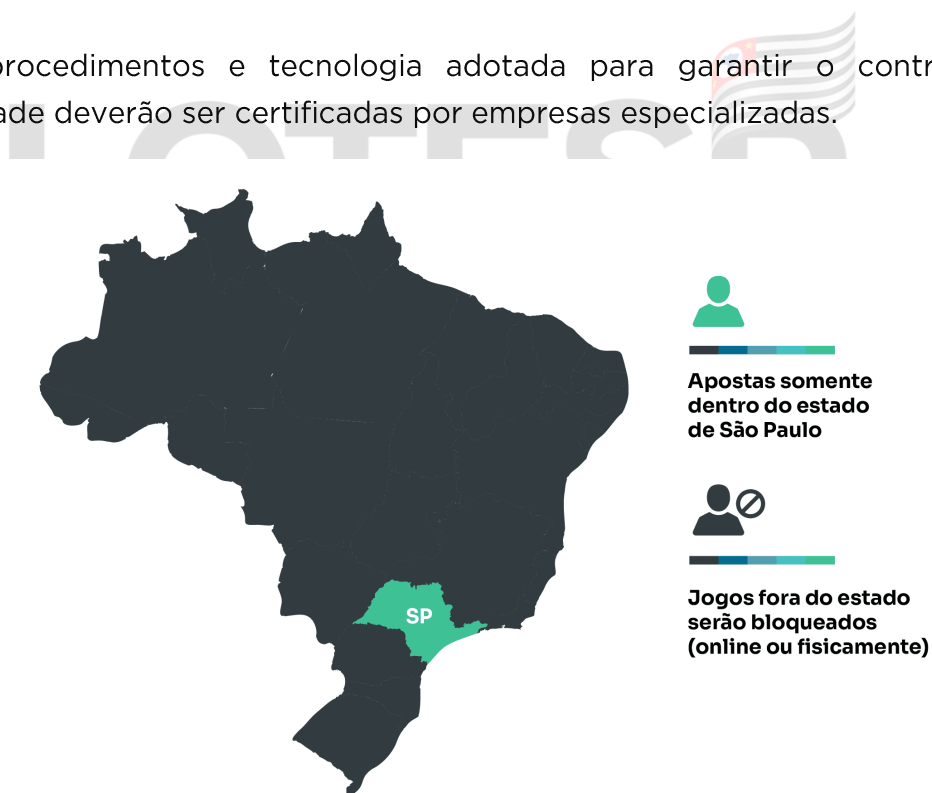 procedimentos e tecnologia adotada para garantir o contr
ade deverão ser certificadas por empresas especializadas.
LOTESP
Apostas somente
dentro do estado
de São Paulo
SP
Jogos fora do estado
serão bloqueados
(online ou fisicamente)